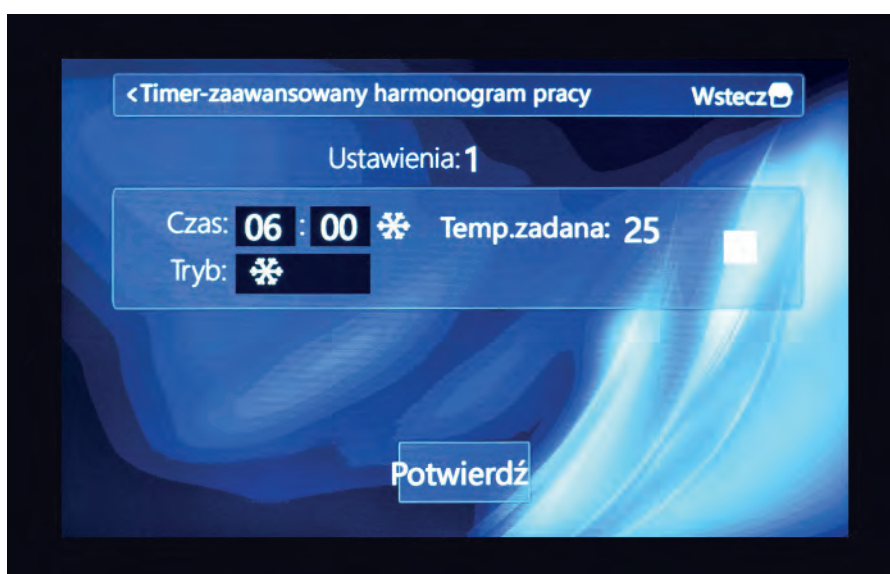 <Timer-zaawansowany harmonogram pracy Wstecz
Ustawienia:1
Czas: 06 : 00 Temp.zadana: 25
Tryb:
Potwierdź